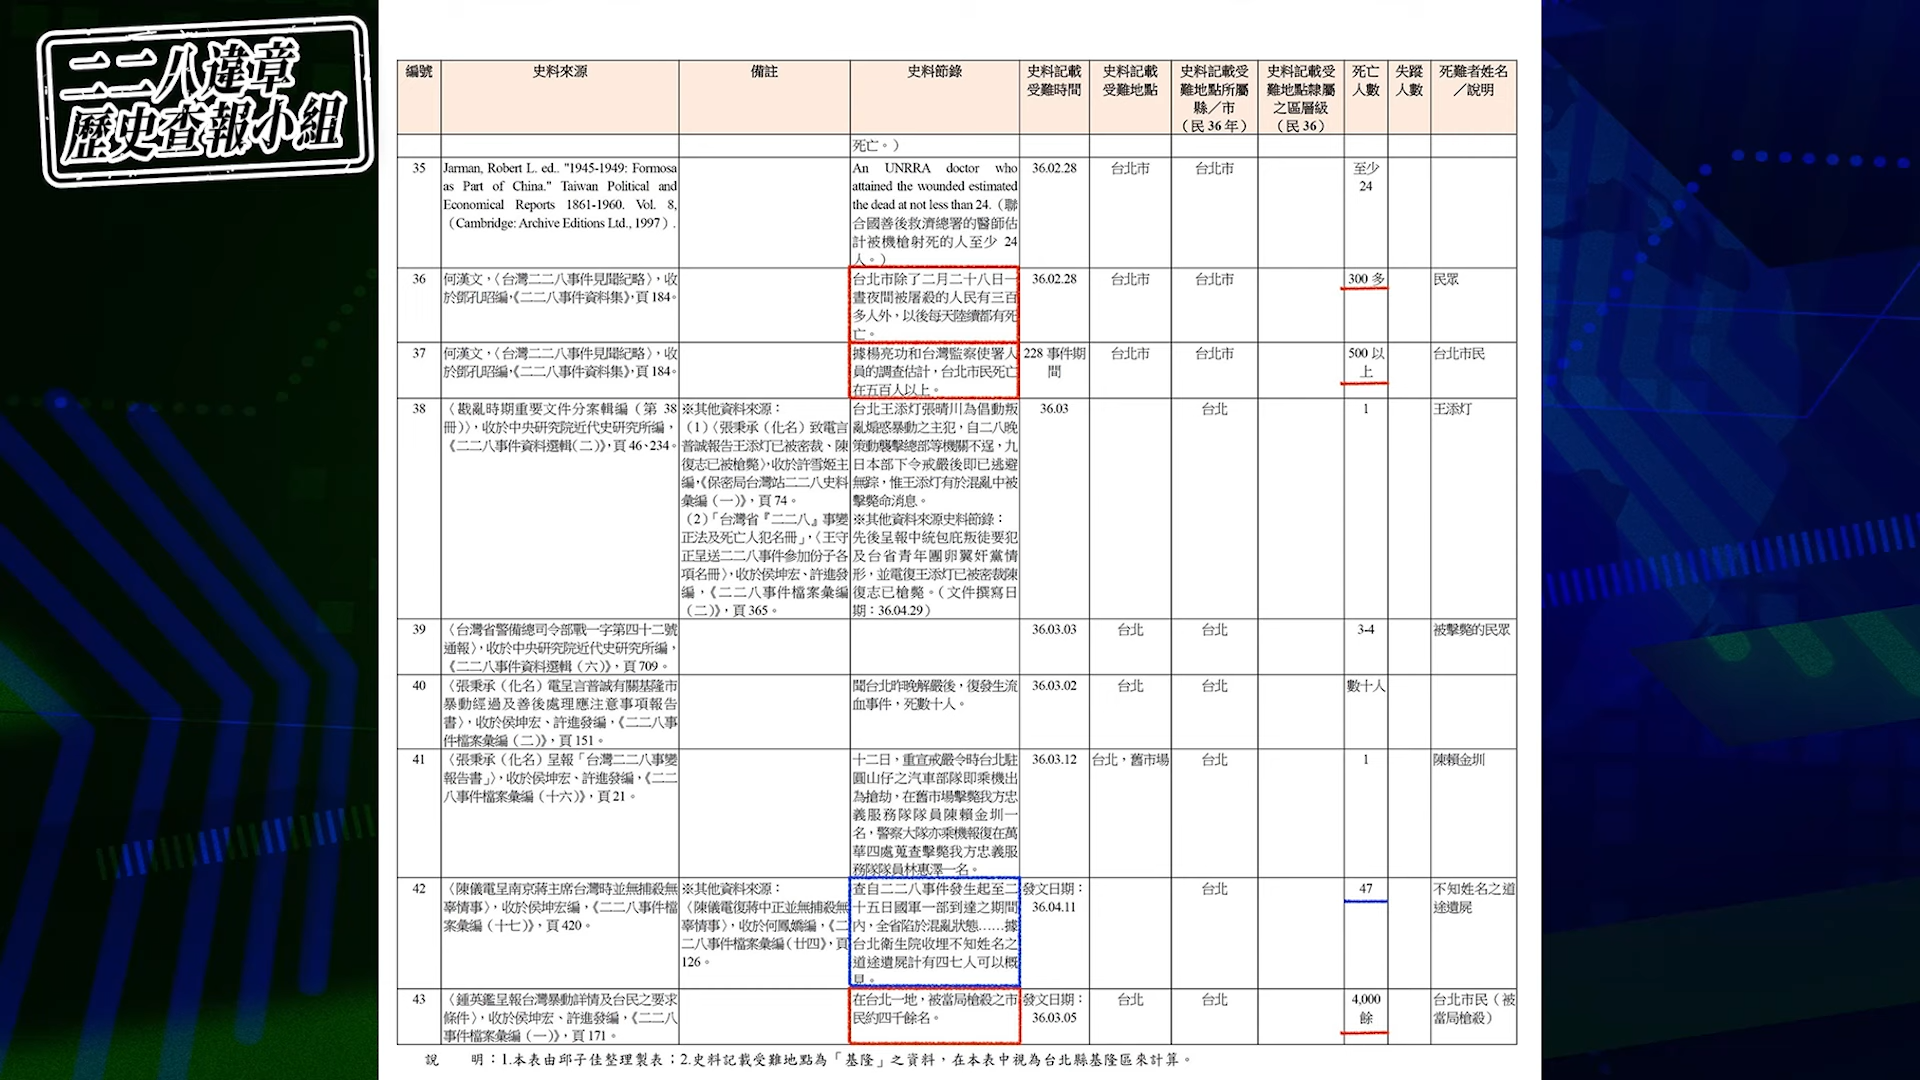 二二八違章
歷史查報小組
編號
史料來源
備註
史料節錄
史料記載
受難時間
史料記載
受難地點
史料記載受
難地點所屬
縣／市
（民 36 年）
史料記載受
難地點隸屬
之區層級
（民 36）
死亡
人數
失蹤
人數
死難者姓名
／說明
死亡。）
35
Jarman, Robert L. ed.. "1945-1949: Formosa
as Part of China." Taiwan Political and
Economical Reports 1861-1960. Vol. 8,
（Cambridge: Archive Editions Ltd., 1997）.
An UNRRA doctor who
attained the wounded estimated
the dead at not less than 24.（聯
合國善後救濟總署的醫師估
計被機槍射死的人至少 24
人。）
36.02.28
台北市
台北市
至少
24
36
何漢文，〈台灣二二八事件見聞紀略〉，收
於鄧孔昭編，《二二八事件資料集》，頁 184。
台北市除了二月二十八日一
晝夜間被屠殺的人民有三百
多人外，以後每天陸續都有死
亡。
36.02.28
台北市
台北市
300 多
民眾
37
何漢文，〈台灣二二八事件見聞紀略〉，收
於鄧孔昭編，《二二八事件資料集》，頁 184。
據楊亮功和台灣監察使署人
員的調查估計，台北市民死亡
在五百人以上。
228 事件期
間
台北市
台北市
500 以
上
台北市民
38
〈戡亂時期重要文件分案輯編（第 38
冊）〉，收於中央研究院近代史研究所編，
《二二八事件資料選輯（二）》，頁 46、234。
※其他資料來源：
（1）〈張秉承（化名）致電言
普誠報告王添灯已被密裁、陳
復志已被槍斃〉，收於許雪姬主
編，《保密局台灣站二二八史料
彙編（一）》，頁 74。
（2）「台灣省『二二八』事變
正法及死亡人犯名冊」，〈王守
正呈送二二八事件參加份子各
項名冊〉，收於侯坤宏、許進發
編，《二二八事件檔案彙編
（二）》，頁 365。
台北王添灯張晴川為倡動叛
亂煽惑暴動之主犯，自二八晚
策動襲擊總部等機關不逞，九
日本部下令戒嚴後即已逃避
無踪，惟王添灯有於混亂中被
擊斃命消息。
※其他資料來源史料節錄：
先後呈報中統包庇叛徒要犯
及台省青年團卵翼奸黨情
形，並電復王添灯已被密裁陳
復志已槍斃。（文件撰寫日
期：36.04.29）
36.03
台北
1
王添灯
39
〈台灣省警備總司令部戰一字第四十二號
通報〉，收於中央研究院近代史研究所編，
《二二八事件資料選輯（六）》，頁 709。
36.03.03
台北
台北
3-4
被擊斃的民眾
40
〈張秉承（化名）電呈言普誠有關基隆市
暴動經過及善後處理應注意事項報告
書〉，收於侯坤宏、許進發編，《二二八事
件檔案彙編（二）》，頁 151。
聞台北昨晚解嚴後，復發生流
血事件，死數十人。
36.03.02
台北
台北
數十人
41
〈張秉承（化名）呈報「台灣二二八事變
報告書」〉，收於侯坤宏、許進發編，《二二
八事件檔案彙編（十六）》，頁 21。
十二日，重宣戒嚴令時台北駐
圓山仔之汽車部隊即乘機出
為搶劫，在舊市場擊斃我方忠
義服務隊隊員陳賴金圳一
名，警察大隊亦乘機報復在萬
華四處蒐查擊斃我方忠義服
務隊隊員林惠澤一名。
36.03.12
台北，舊市場
台北
1
陳賴金圳
42
〈陳儀電呈南京蔣主席台灣時並無捕殺無
辜情事〉，收於侯坤宏編，《二二八事件檔
案彙編（十七）》，頁 420。
※其他資料來源：
〈陳儀電復蔣中正並無捕殺無
辜情事〉，收於何鳳嬌編，《二
二八事件檔案彙編（廿四）》，頁
126。
查自二二八事件發生起至二
十五日國軍一部到達之期間
內，全省陷於混亂狀態……據
台北衛生院收埋不知姓名之
道途遺屍計有四七人可以概
見。
發文日期：
36.04.11
台北
47
不知姓名之道
途遺屍
43
〈鍾英鑑呈報台灣暴動詳情及台民之要求
條件〉，收於侯坤宏、許進發編，《二二八
事件檔案彙編（一）》，頁 171。
在台北一地，被當局槍殺之市
民約四千餘名。
發文日期：
36.03.05
台北
台北
4,000
餘
台北市民（被
當局槍殺）
說　　明：1.本表由邱子佳整理製表；2.史料記載受難地點為「基隆」之資料，在本表中視為台北縣基隆區來計算。